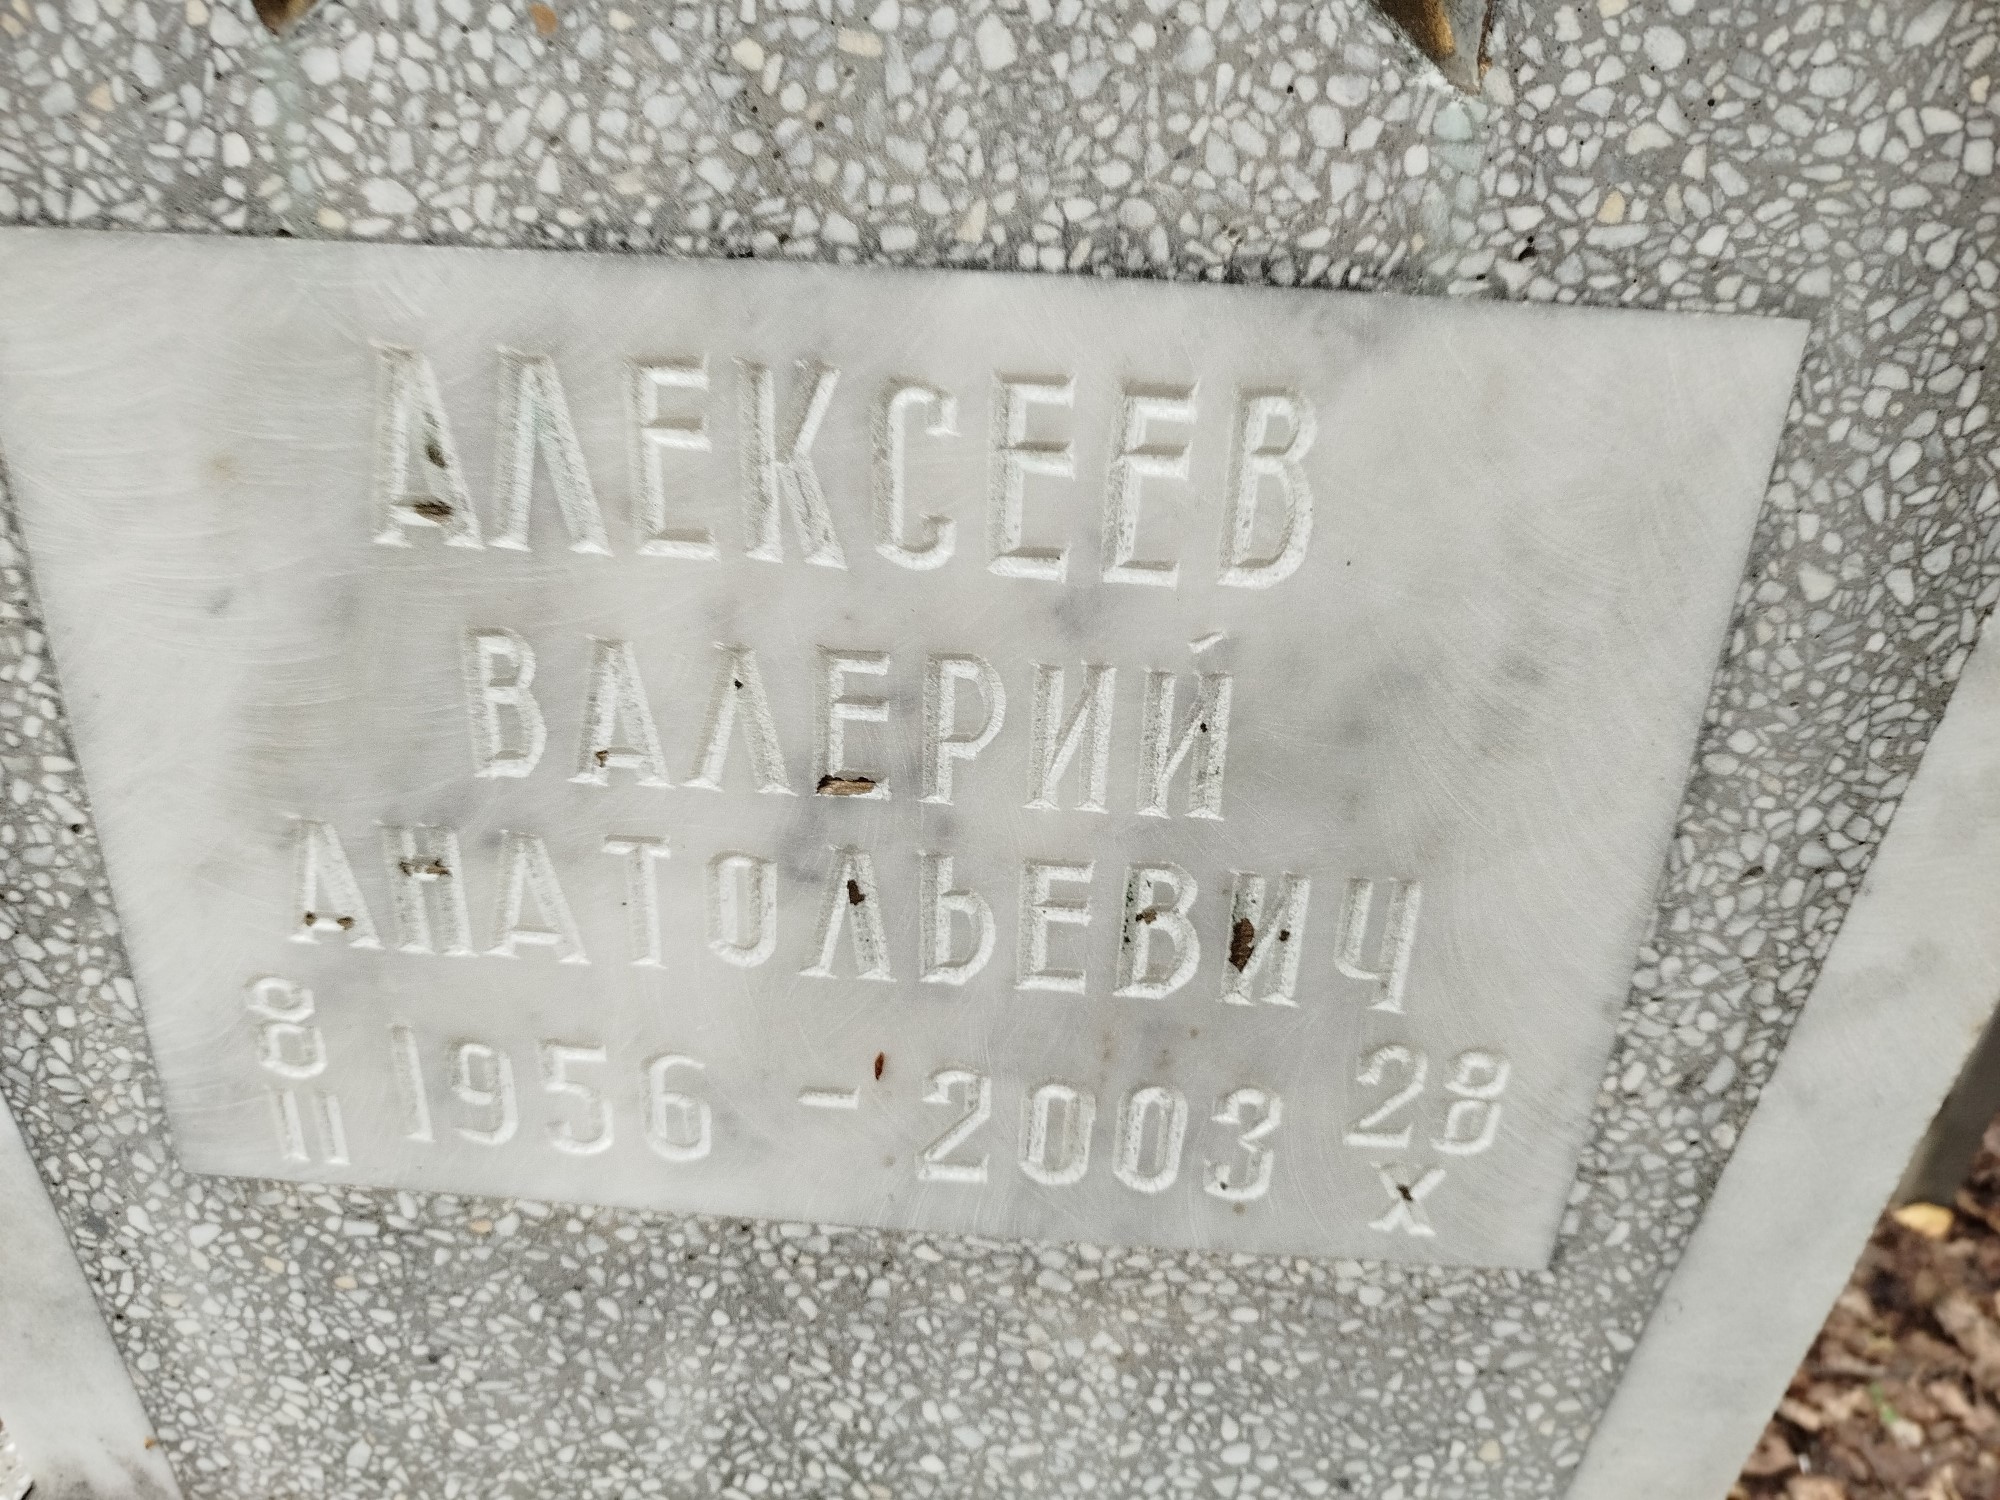 АЛЕКСЕЕВ
ВАЛЕРИЙ
АНАТОЛЬЕВИЧ
8 1956 - 2003 28
II X